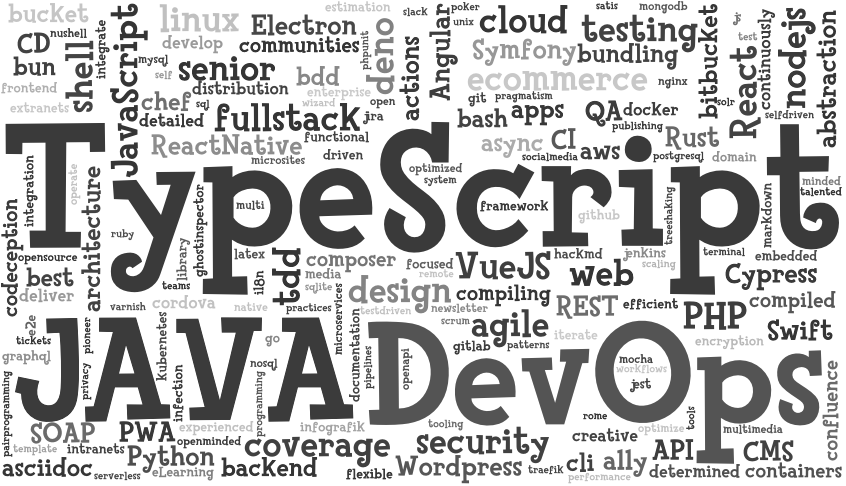 bucket
nushell
integrate
CD
bun
shell
JavaScript
linux
develop
mysql
self
senior
sql
chef
detailed
distribution
Electron
communities
bdd
enterprise
wizard
estimation
phpunit
deno
open
jira
slack
actions
Angular
poker
unix
cloud
satis
mongodb
testing
Symfony
bundling
ecommerce
nginx
git
pragmatism
bash
apps
QA
docker
publishing
bitbucket
solr
React
test
continuously
nodejs
selfdriven
abstraction
frontend
extranets
fullstack
functional
ReactNative
microsites
driven
async
CI
socialmedia
aws
Rust
postgresql
domain
minded
talented
TypeScript
integration
operate
architecture
opensource
codeception
best
deliver
ruby
teams
library
ghostinspector
multi
latex
i18n
tdd
optimized
system
framework
github
treeshaking
markdown
terminal
embedded
composer
media
sqlite
focused
remote
VueJS
hackmd
web
jenkins
scaling
Cypress
varnish
cordova
native
practices
design
testdriven
newsletter
compiling
scrum
agile
REST
efficient
PHP
compiled
Swift
encryption
e2e
tickets
graphql
pioneer
privacy
kubernetes
infection
JAVA
go
nosql
programming
microservices
documentation
pipelines
openapi
DevOps
gitlab
patterns
iterate
mocha
workflows
jest
confluence
pairprogramming
SOAP
template
intranets
asciidoc
serverless
PWA
experienced
openminded
Python
eLearning
backend
infografik
coverage
flexible
tooling
security
Wordpress
traefik
rome
creative
cli
performance
ally
optimize
tools
multimedia
API
CMS
determined
containers